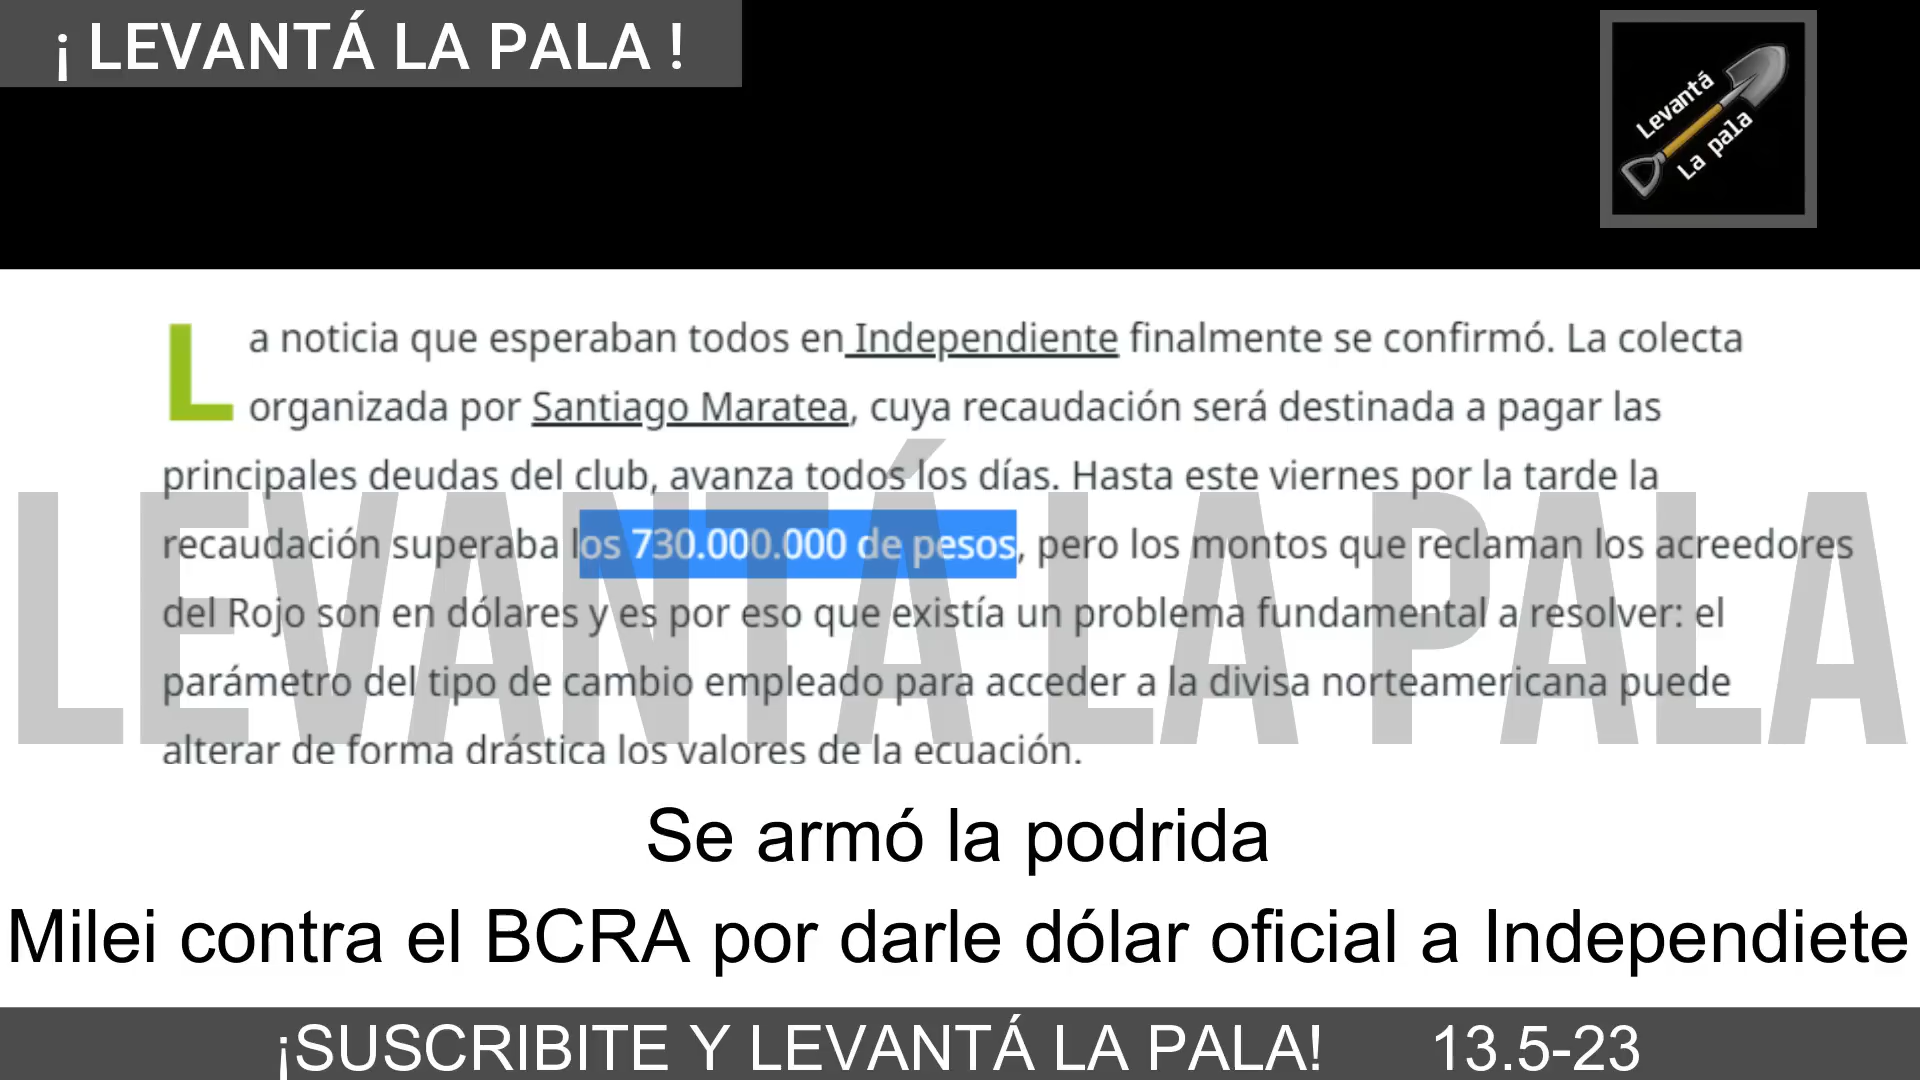 ¡ LEVANTÁ LA PALA !
Levantá
La pala
La noticia que esperaban todos en Independiente finalmente se confirmó. La colecta
organizada por Santiago Maratea, cuya recaudación será destinada a pagar las
principales deudas del club, avanza todos los días. Hasta este viernes por la tarde la
recaudación superaba los 730.000.000 de pesos, pero los montos que reclaman los acreedores
del Rojo son en dólares y es por eso que existía un problema fundamental a resolver: el
parámetro del tipo de cambio empleado para acceder a la divisa norteamericana puede
alterar de forma drástica los valores de la ecuación.
LEVANTÁ LA PALA
Se armó la podrida
Milei contra el BCRA por darle dólar oficial a Independiete
¡SUSCRIBITE Y LEVANTÁ LA PALA! 13.5-23